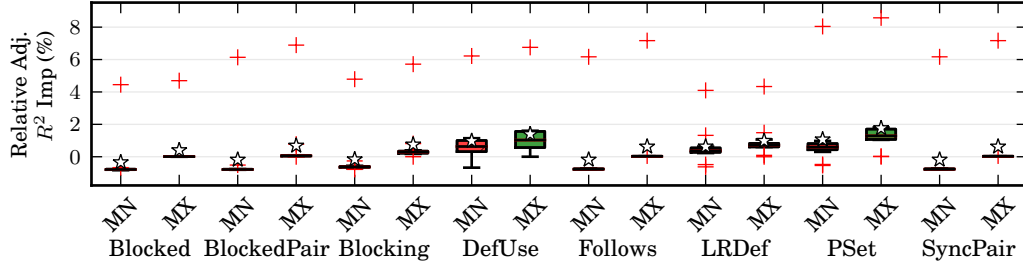 Relative Adj.
R² Imp (%)
8
6
4
2
0
MN MX MN MX MN MX MN MX MN MX MN MX MN MX MN MX
Blocked BlockedPair Blocking DefUse Follows LRDef PSet SyncPair